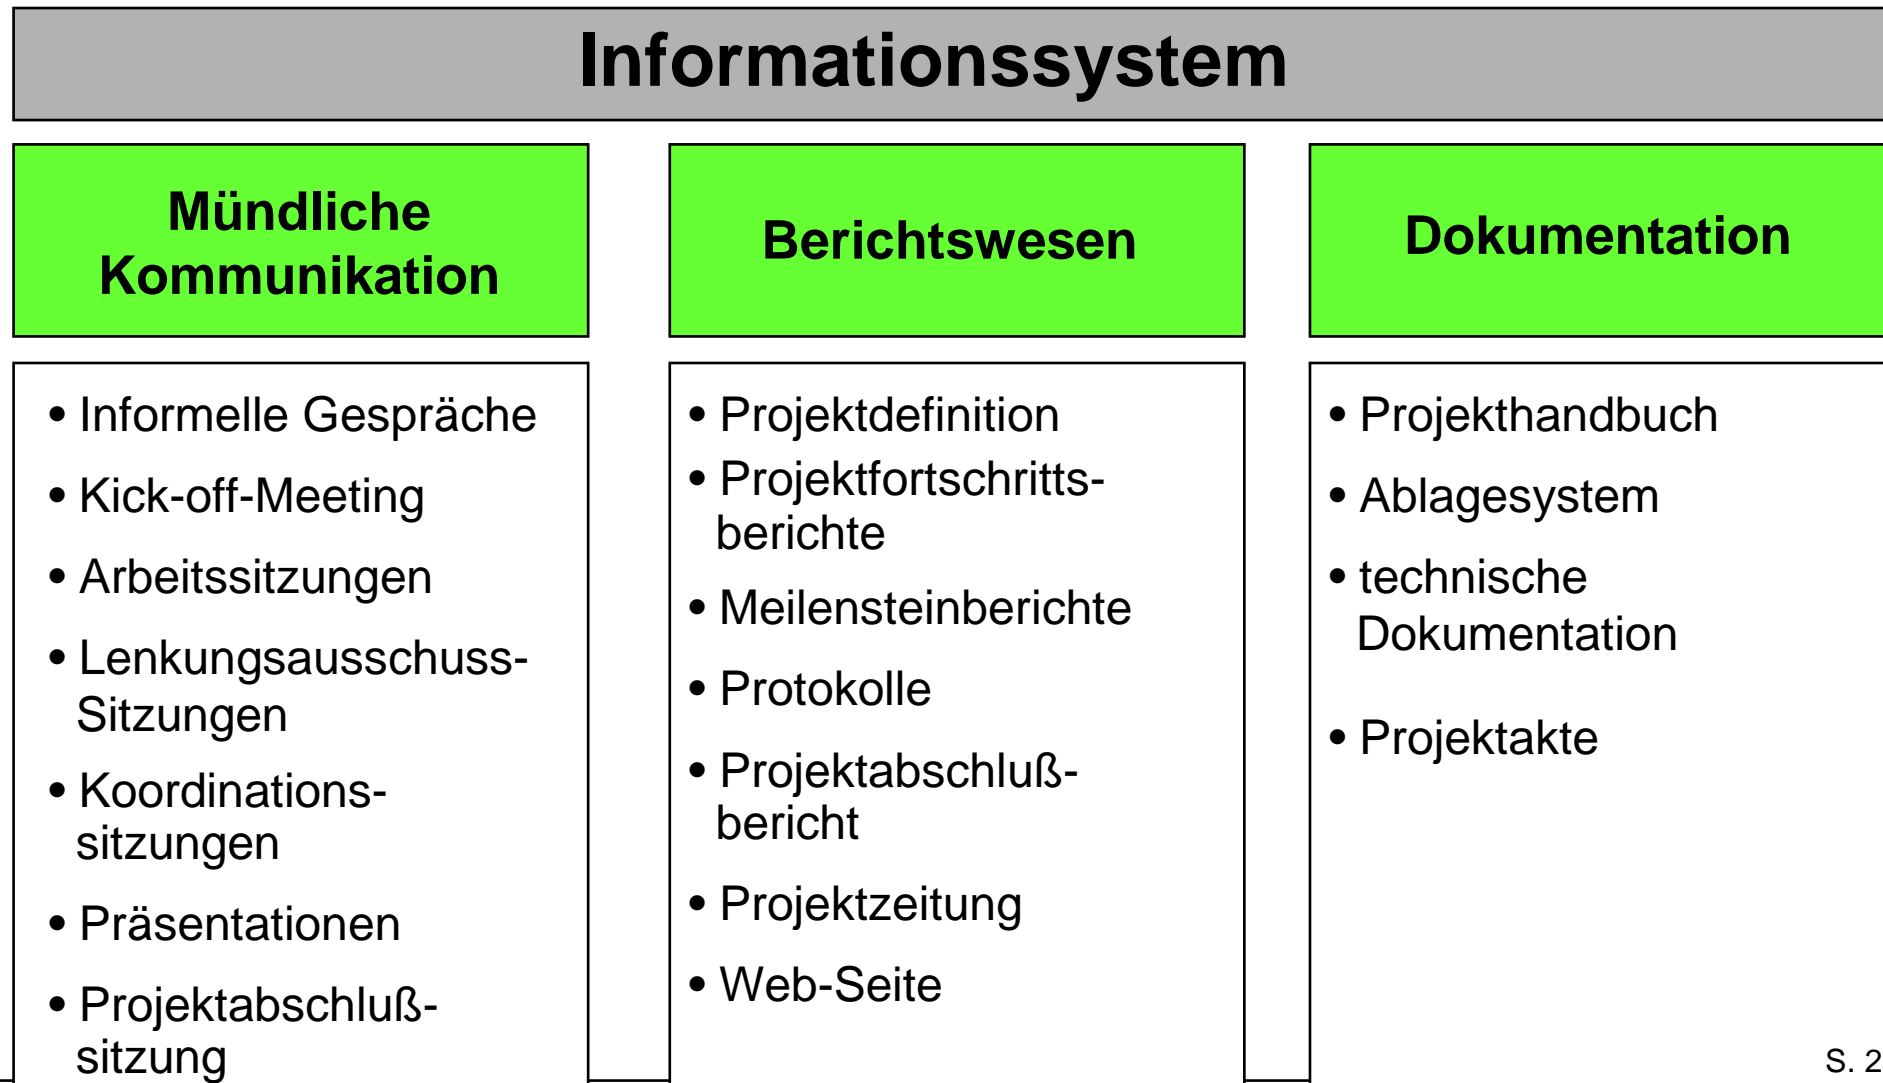 Informationssystem
Mündliche
Kommunikation
• Informelle Gespräche
• Kick-off-Meeting
• Arbeitssitzungen
• Lenkungsausschuss-
Sitzungen
• Koordinations-
sitzungen
• Präsentationen
• Projektabschluß-
sitzung
Berichtswesen
• Projektdefinition
• Projektfortschritts-
berichte
• Meilensteinberichte
• Protokolle
• Projektabschluß-
bericht
• Projektzeitung
• Web-Seite
Dokumentation
• Projekthandbuch
• Ablagesystem
• technische
Dokumentation
• Projektakte
S. 2